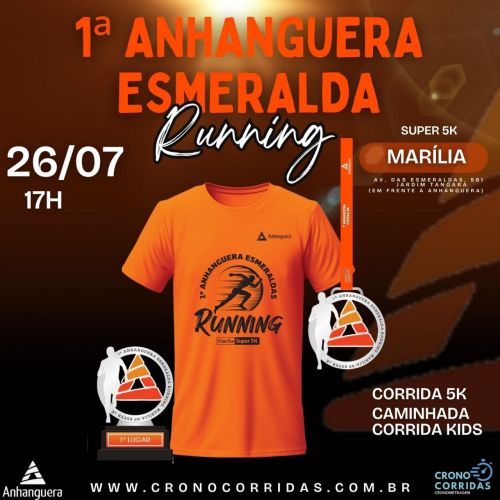 1ª ANHANGUERA
ESMERALDA
Running
26/07
17H
SUPER 5K
MARÍLIA
AV. DAS ESMERALDAS, 581
JARDIM TANGARÁ
(EM FRENTE A ANHANGUERA)
Anhanguera
1ª ANHANGUERA ESMERALDAS
RUNNING
Marília Super 5K
1º LUGAR
CORRIDA 5K
CAMINHADA
CORRIDA KIDS
Anhanguera
WWW.CRONOCORRIDAS.COM.BR
CRONO
CORRIDAS
CRONOMETRAGEM